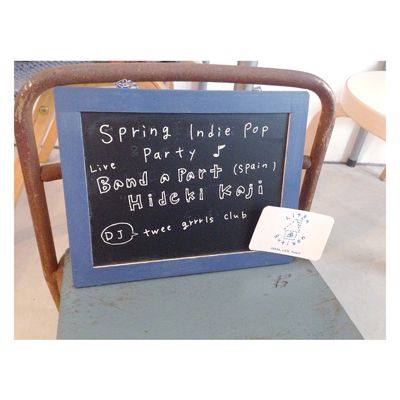 Spring Indie Pop
Party ♪
Live
Band a Part (Spain)
Hideki Kaji
DJ - twee grrrls club